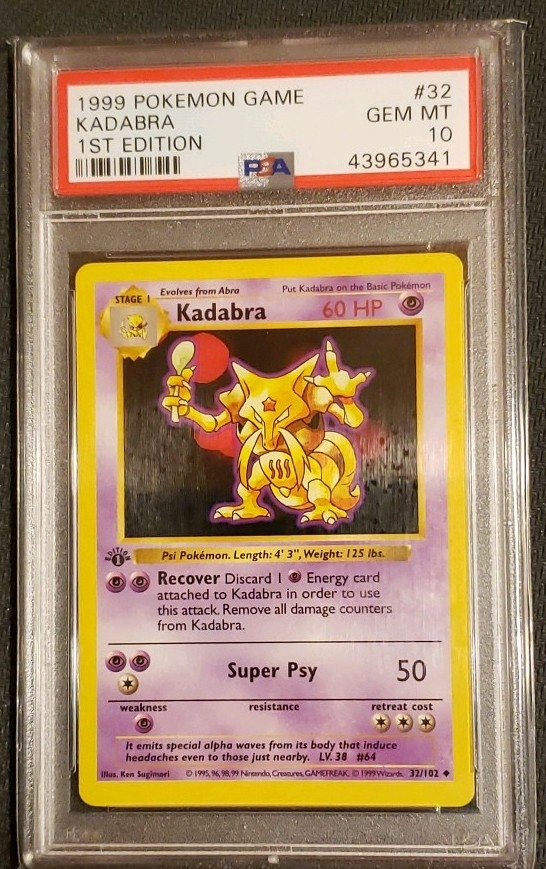 1999 POKEMON GAME #32
KADABRA GEM MT
1ST EDITION 10
PSA 43965341
STAGE 1 Evolves from Abra Put Kadabra on the Basic Pokémon
Kadabra 60 HP
EDITION 1
Psi Pokémon. Length: 4' 3", Weight: 125 lbs.
Recover Discard 1 Energy card
attached to Kadabra in order to use
this attack. Remove all damage counters
from Kadabra.
Super Psy 50
weakness resistance retreat cost
It emits special alpha waves from its body that induce
headaches even to those just nearby. LV. 38 #64
Illus. Ken Sugimori © 1995, 96, 98, 99 Nintendo, Creatures, GAMEFREAK. © 1999 Wizards. 32/102